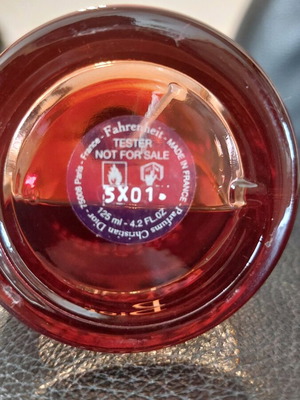 Fahrenheit
TESTER
NOT FOR SALE
5X01
125 ml - 4.2 FL.OZ
MADE IN FRANCE
Parfums Christian Dior
75008 Paris - France